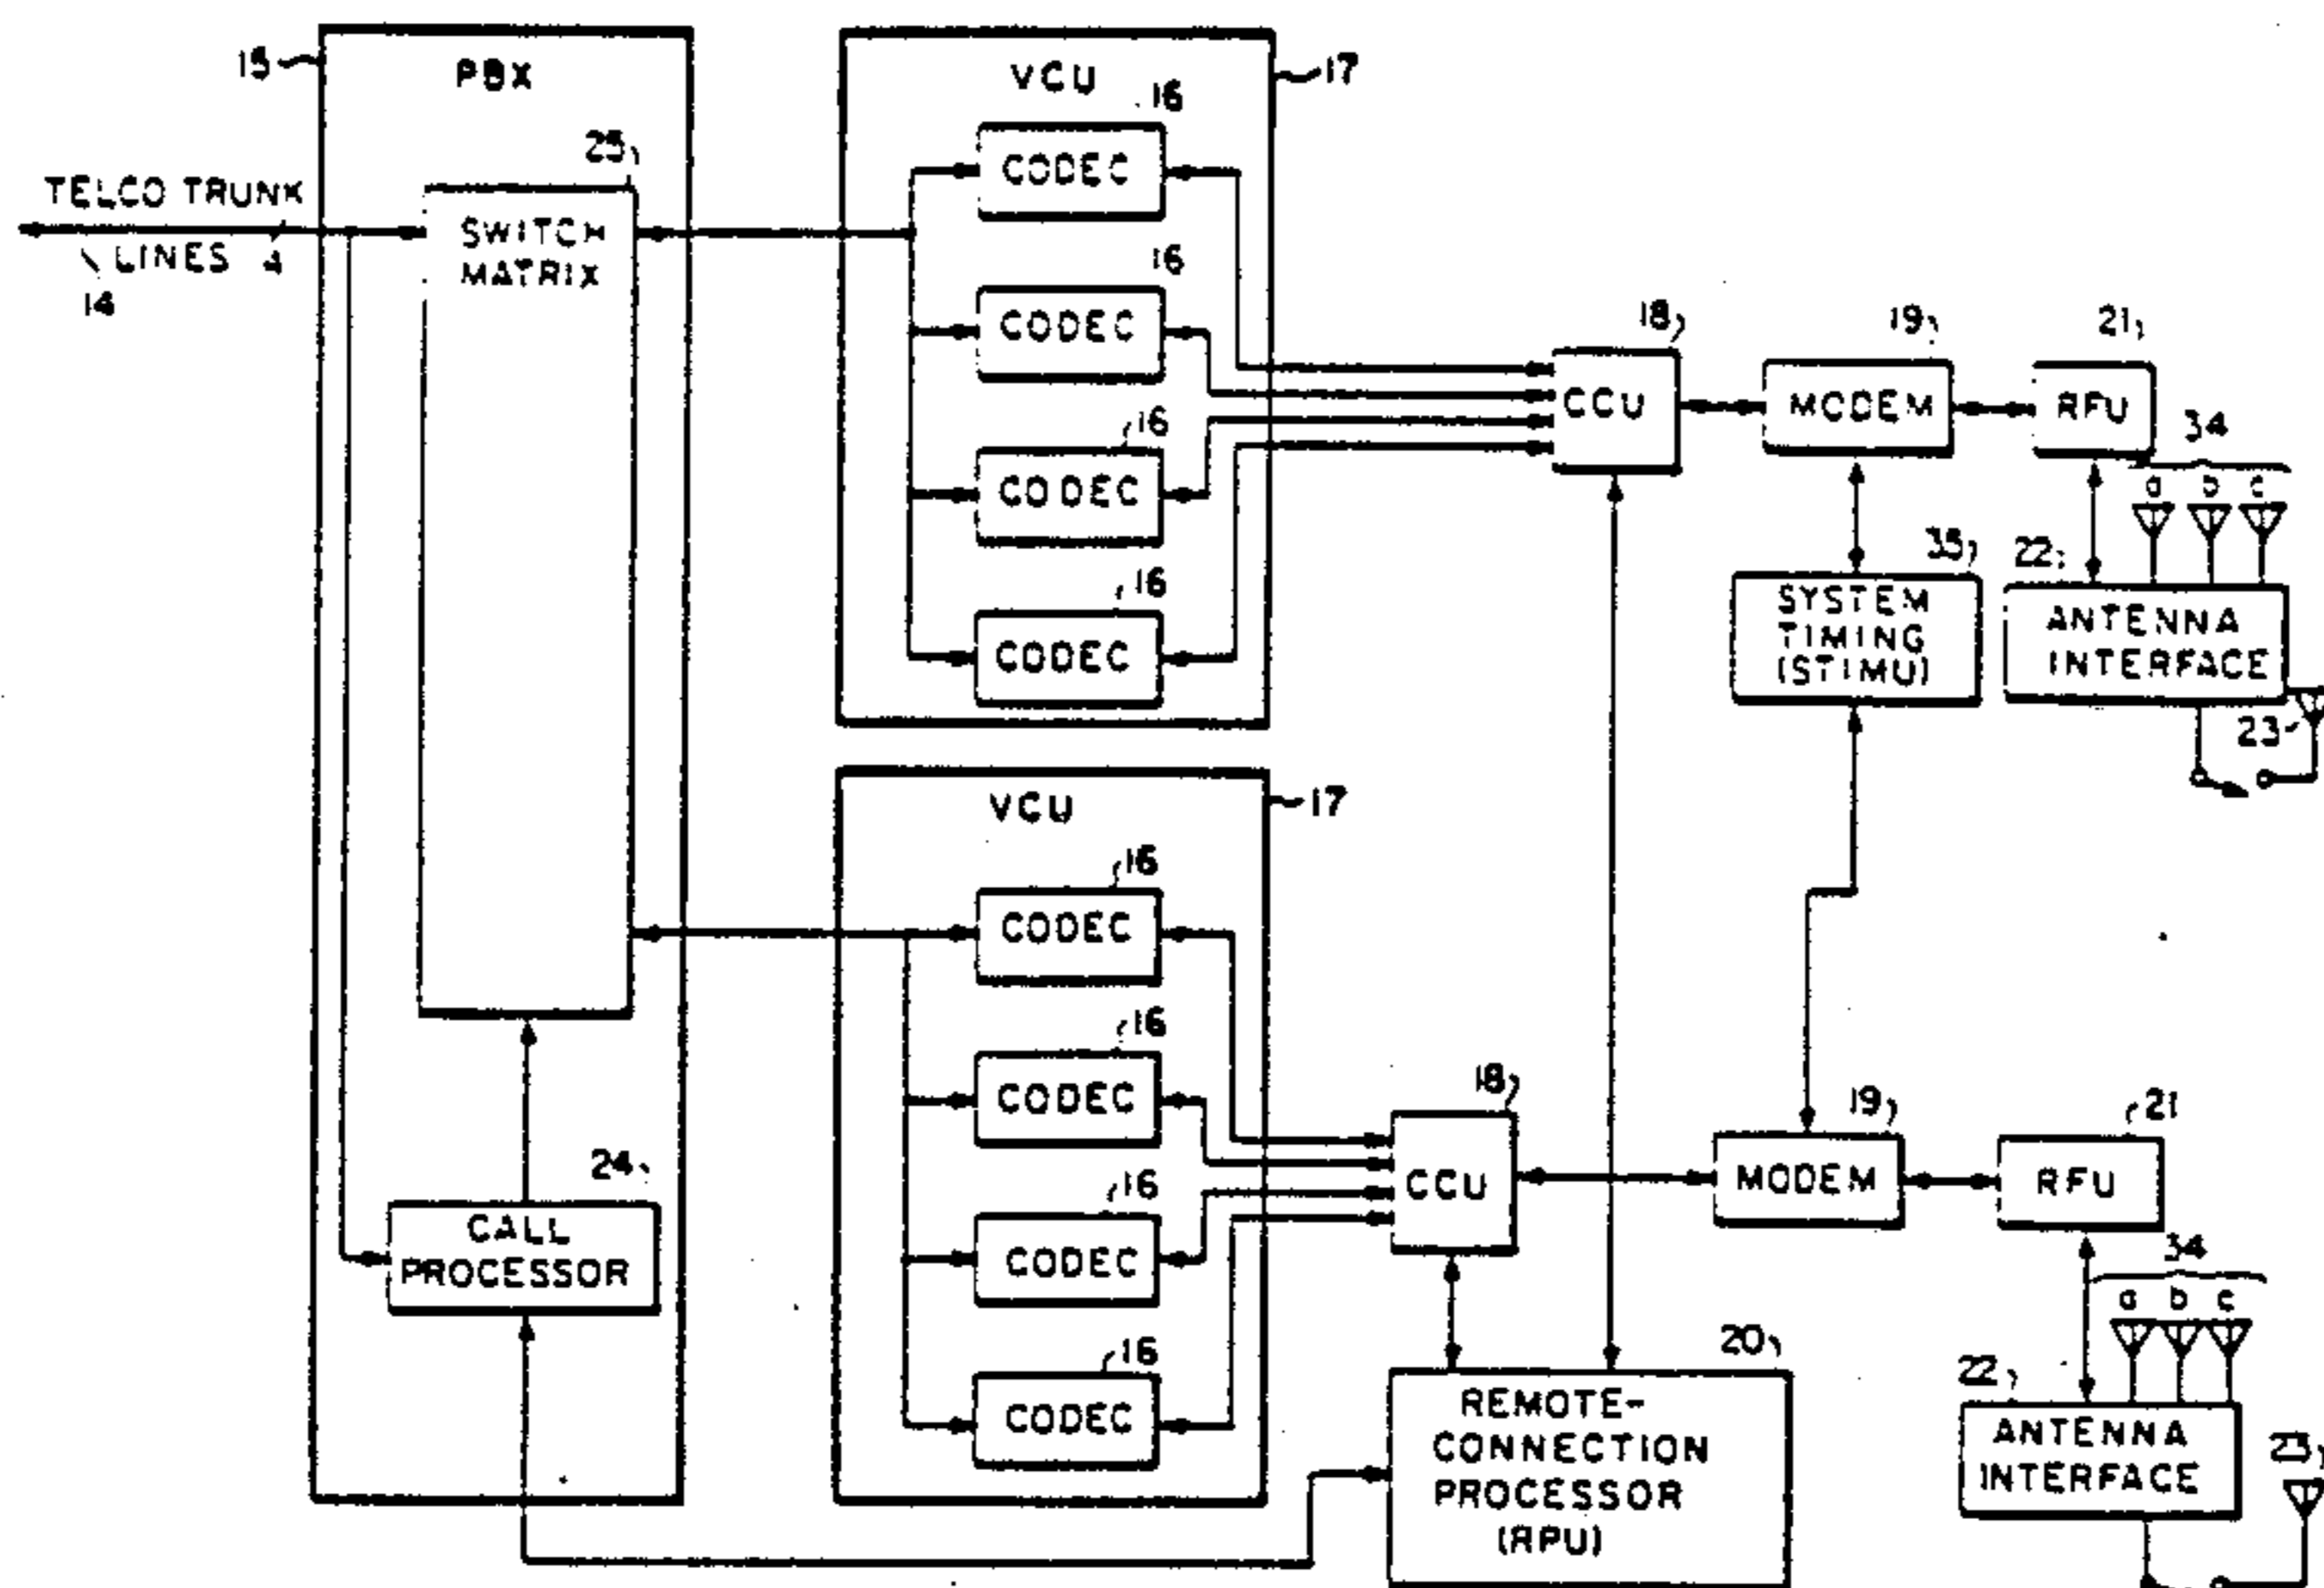 15
PBX
25
TELCO TRUNK
LINES 4
14
SWITCH
MATRIX
24
CALL
PROCESSOR
VCU
17
16
CODEC
16
CODEC
16
CODEC
16
CODEC
VCU
17
16
CODEC
16
CODEC
16
CODEC
16
CODEC
18
CCU
19
MODEM
21
RFU
34
a b c
35
SYSTEM
TIMING
(STIMU)
22
ANTENNA
INTERFACE
23
18
CCU
19
MODEM
21
RFU
34
a b c
20
REMOTE-
CONNECTION
PROCESSOR
(RPU)
22
ANTENNA
INTERFACE
23